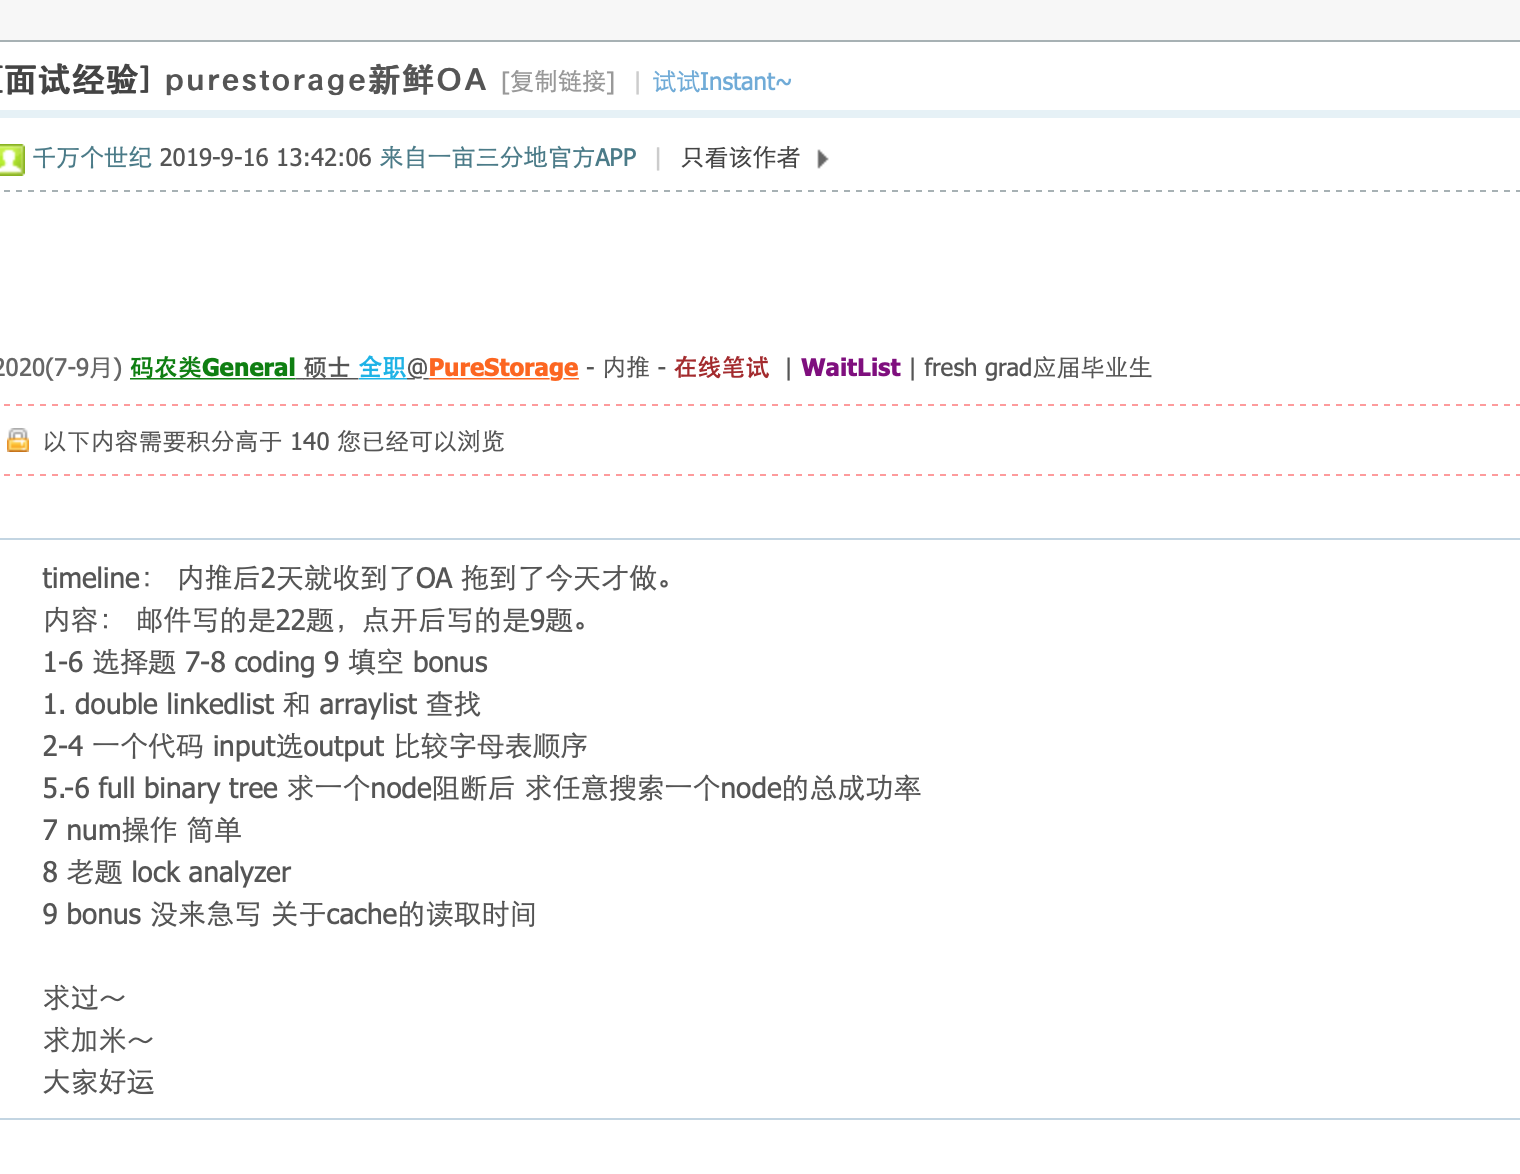 [面试经验] purestorage新鲜OA [复制链接] | 试试Instant~
千万个世纪 2019-9-16 13:42:06 来自一亩三分地官方APP | 只看该作者
2020(7-9月) 码农类General 硕士 全职@PureStorage - 内推 - 在线笔试 | WaitList | fresh grad应届毕业生
以下内容需要积分高于 140 您已经可以浏览
timeline： 内推后2天就收到了OA 拖到了今天才做。
内容： 邮件写的是22题，点开后写的是9题。
1-6 选择题 7-8 coding 9 填空 bonus
1. double linkedlist 和 arraylist 查找
2-4 一个代码 input选output 比较字母表顺序
5.-6 full binary tree 求一个node阻断后 求任意搜索一个node的总成功率
7 num操作 简单
8 老题 lock analyzer
9 bonus 没来急写 关于cache的读取时间
求过～
求加米～
大家好运